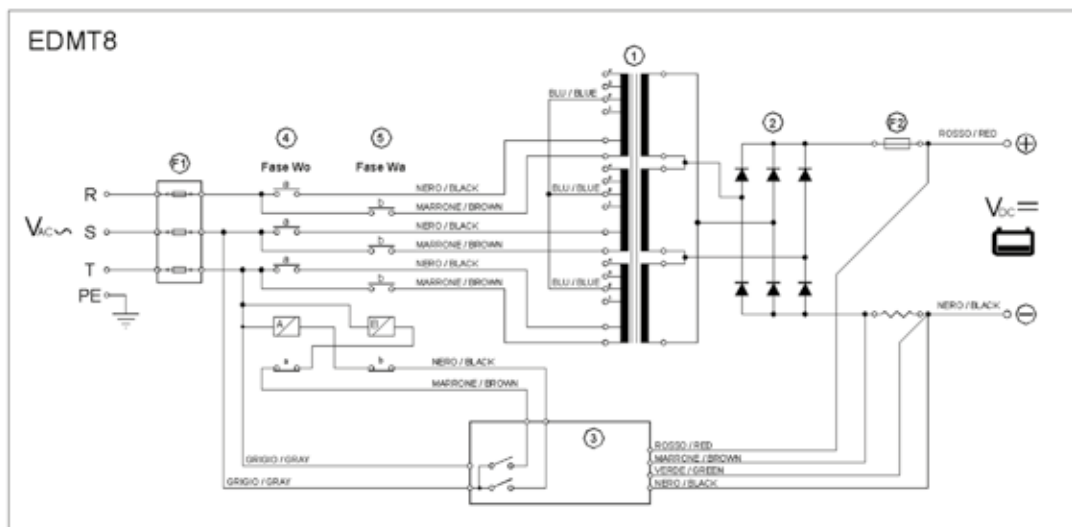 EDMT8
1
BLU / BLUE
4
5
2
F2
ROSSO / RED
F1
Fase Wo
Fase Wa
a
NERO / BLACK
R
BLU / BLUE
b
MARRONE / BROWN
a
NERO / BLACK
VAC S
VDC
b
MARRONE / BROWN
a
NERO / BLACK
T
b
MARRONE / BROWN
BLU / BLUE
PE
NERO / BLACK
A
B
a
b
NERO / BLACK
MARRONE / BROWN
3
ROSSO / RED
GRIGIO / GRAY
MARRONE / BROWN
VERDE / GREEN
GRIGIO / GRAY
NERO / BLACK